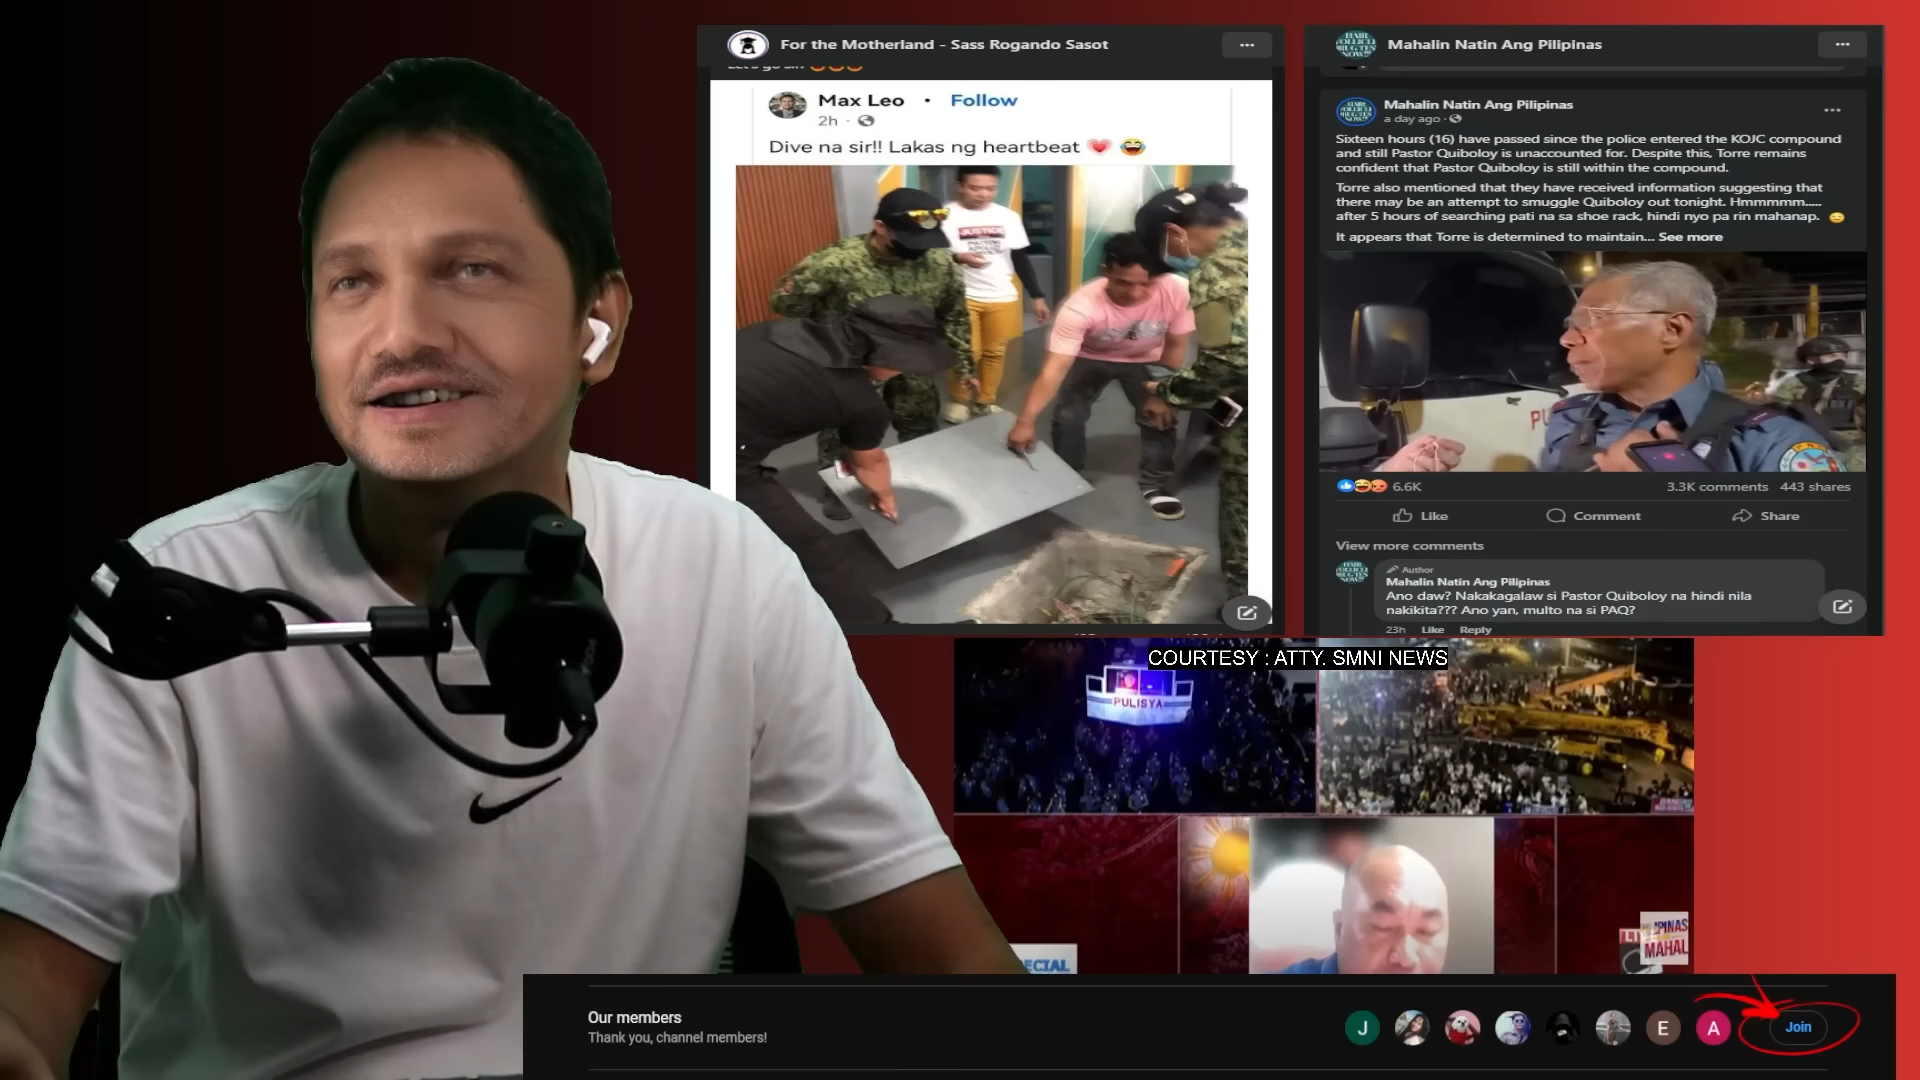 For the Motherland - Sass Rogando Sasot
Max Leo • Follow
2h
Dive na sir!! Lakas ng heartbeat
JUSTICE
Mahalin Natin Ang Pilipinas
Mahalin Natin Ang Pilipinas
a day ago
Sixteen hours (16) have passed since the police entered the KOJC compound
and still Pastor Quiboloy is unaccounted for. Despite this, Torre remains
confident that Pastor Quiboloy is still within the compound.
Torre also mentioned that they have received information suggesting that
there may be an attempt to smuggle Quiboloy out tonight. Hmmmmm.....
after 5 hours of searching pati na sa shoe rack, hindi nyo pa rin mahanap.
It appears that Torre is determined to maintain... See more
6.6K
3.3K comments 443 shares
Like Comment Share
View more comments
Author
Mahalin Natin Ang Pilipinas
Ano daw? Nakakagalaw si Pastor Quiboloy na hindi nila
nakikita??? Ano yan, multo na si PAQ?
23h Like Reply
COURTESY : ATTY. SMNI NEWS
PULISYA
MAHAL
Our members
Thank you, channel members!
J
E
A
Join